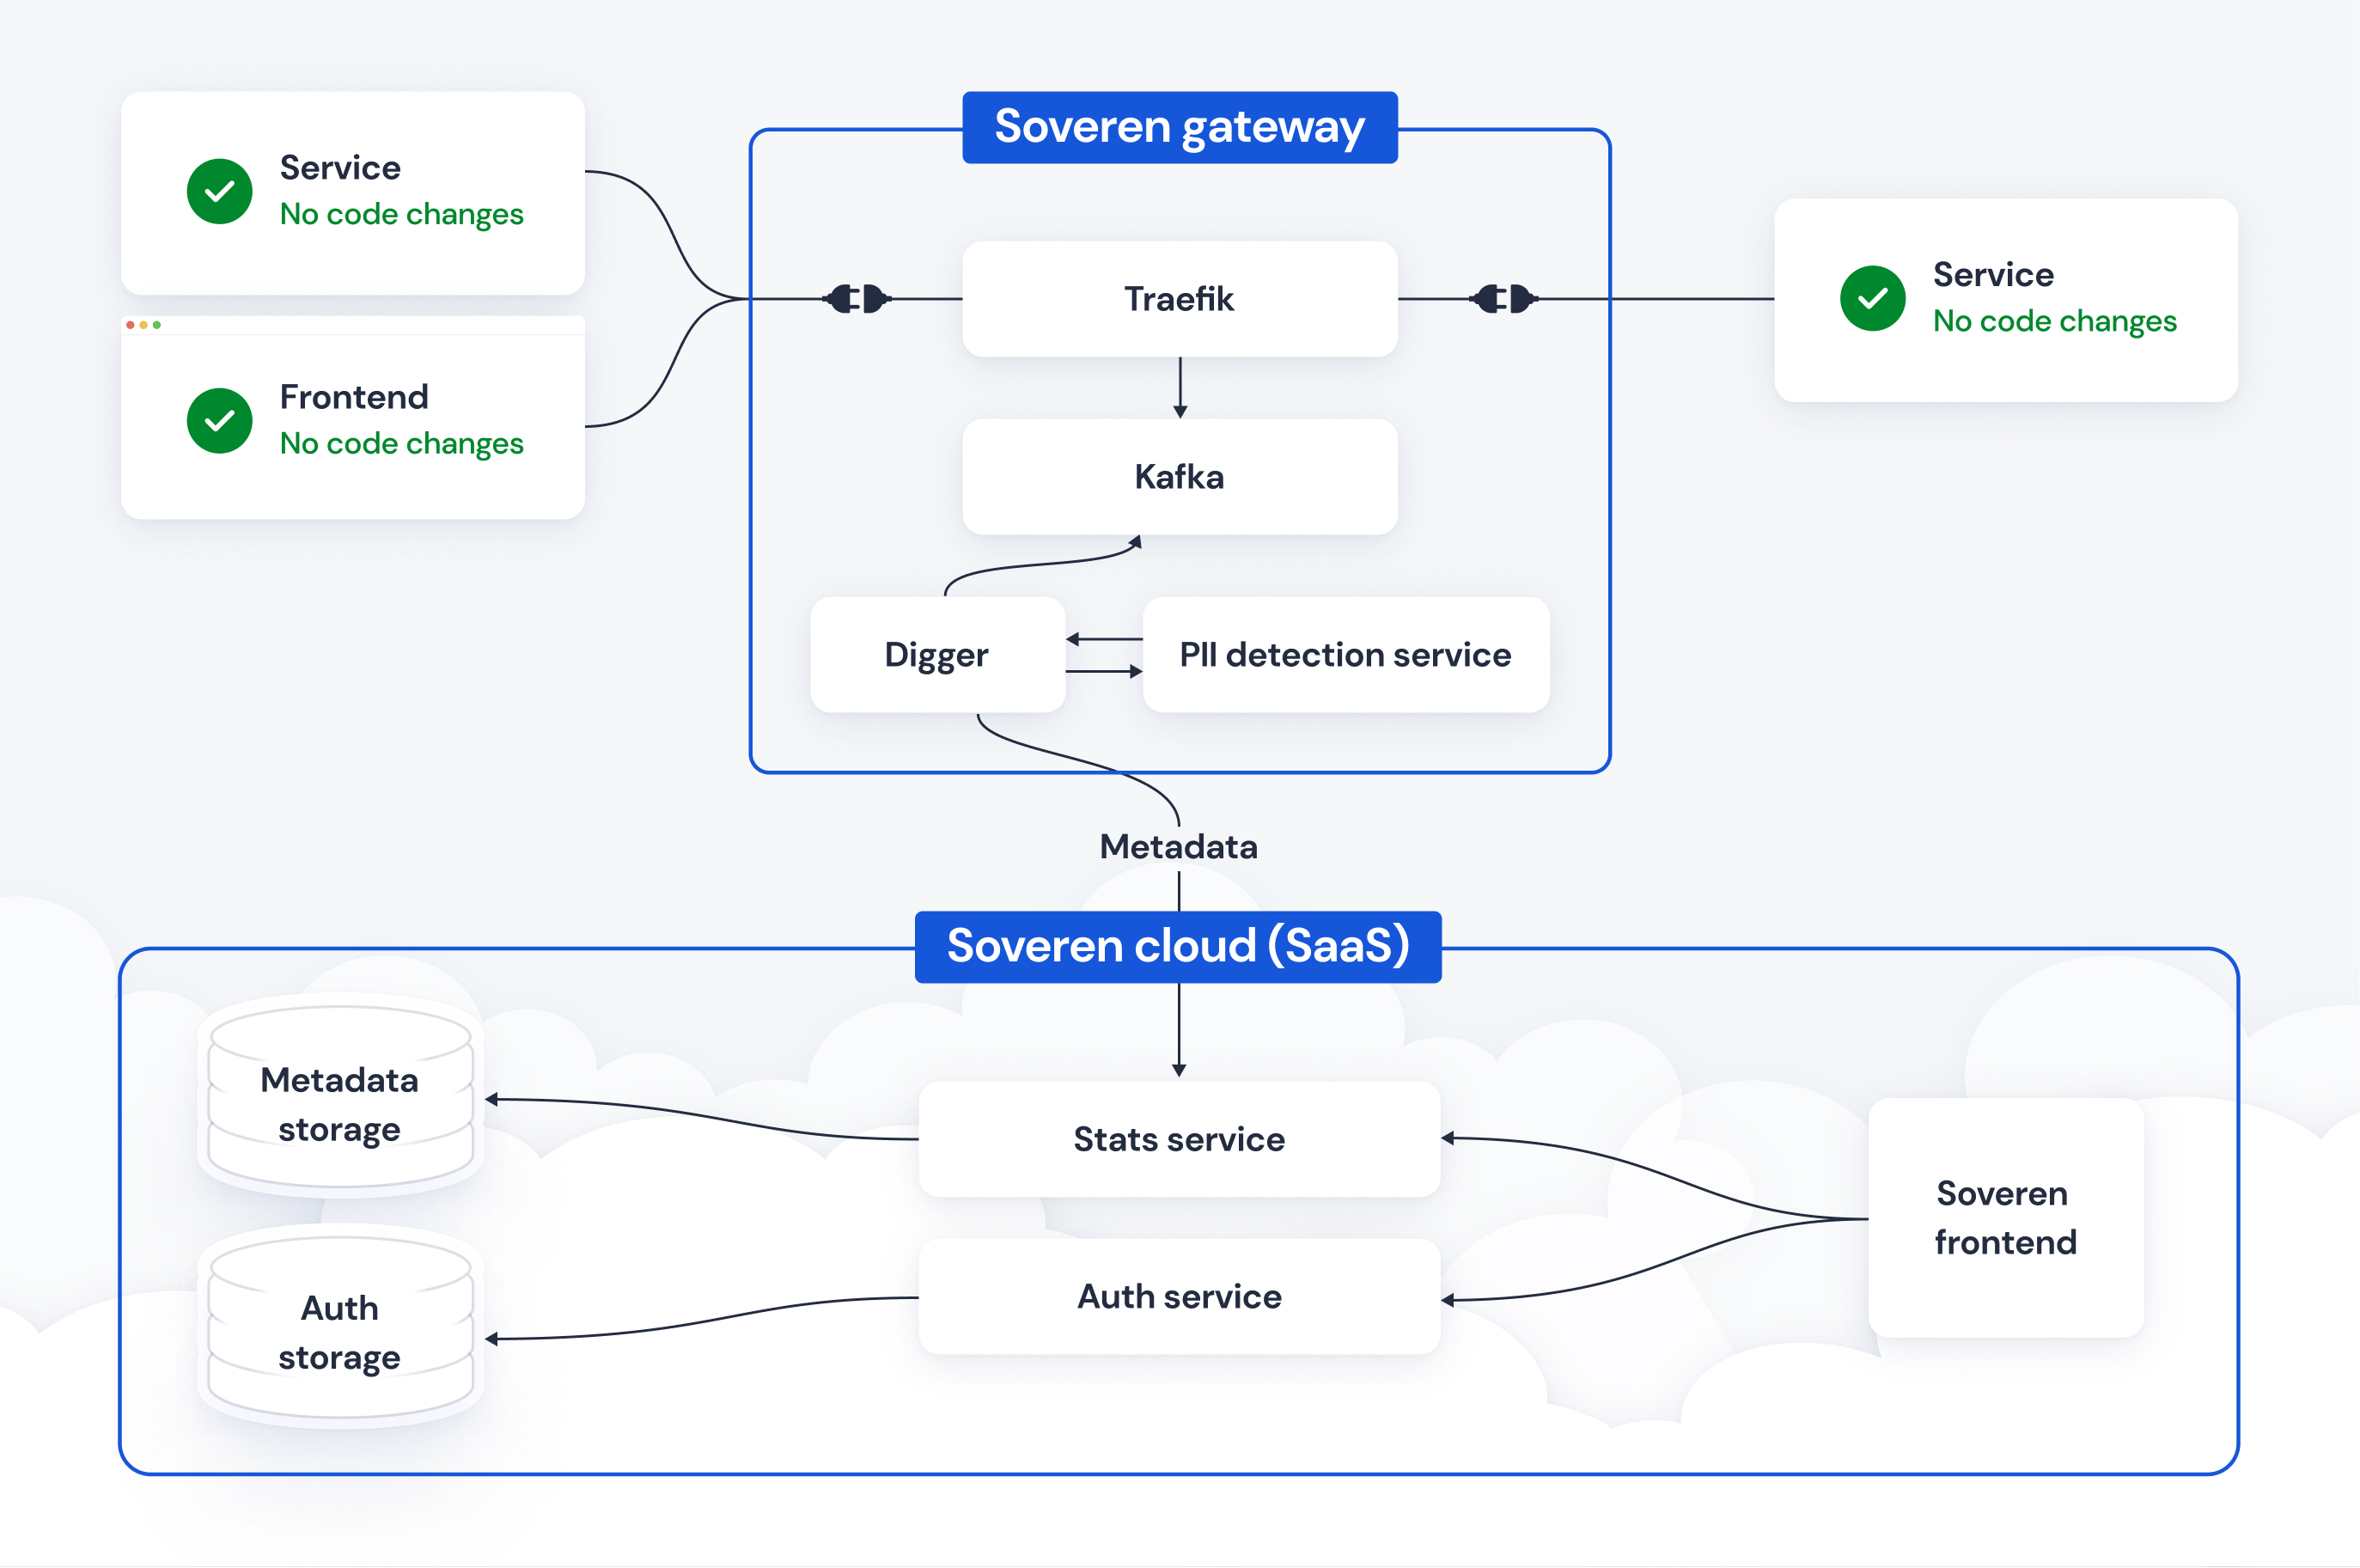 Soveren gateway
Service
No code changes
Frontend
No code changes
Traefik
Service
No code changes
Kafka
Digger
PII detection service
Metadata
Soveren cloud (SaaS)
Metadata
storage
Stats service
Soveren
frontend
Auth
storage
Auth service